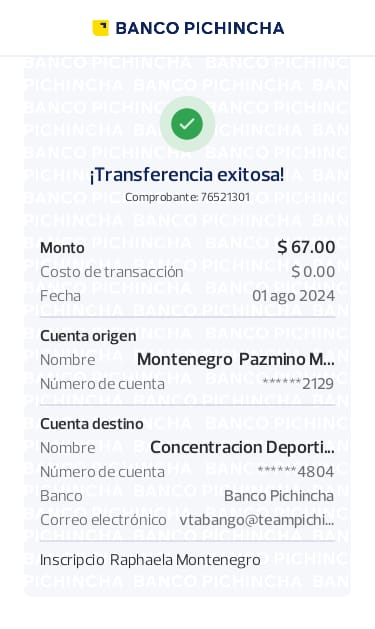 BANCO PICHINCHA
¡Transferencia exitosa!
Comprobante: 76521301
Monto $ 67.00
Costo de transacción $ 0.00
Fecha 01 ago 2024
Cuenta origen
Nombre Montenegro Pazmino M...
Número de cuenta ******2129
Cuenta destino
Nombre Concentracion Deporti...
Número de cuenta ******4804
Banco Banco Pichincha
Correo electrónico vtabango@teampichi...
Inscripcio Raphaela Montenegro